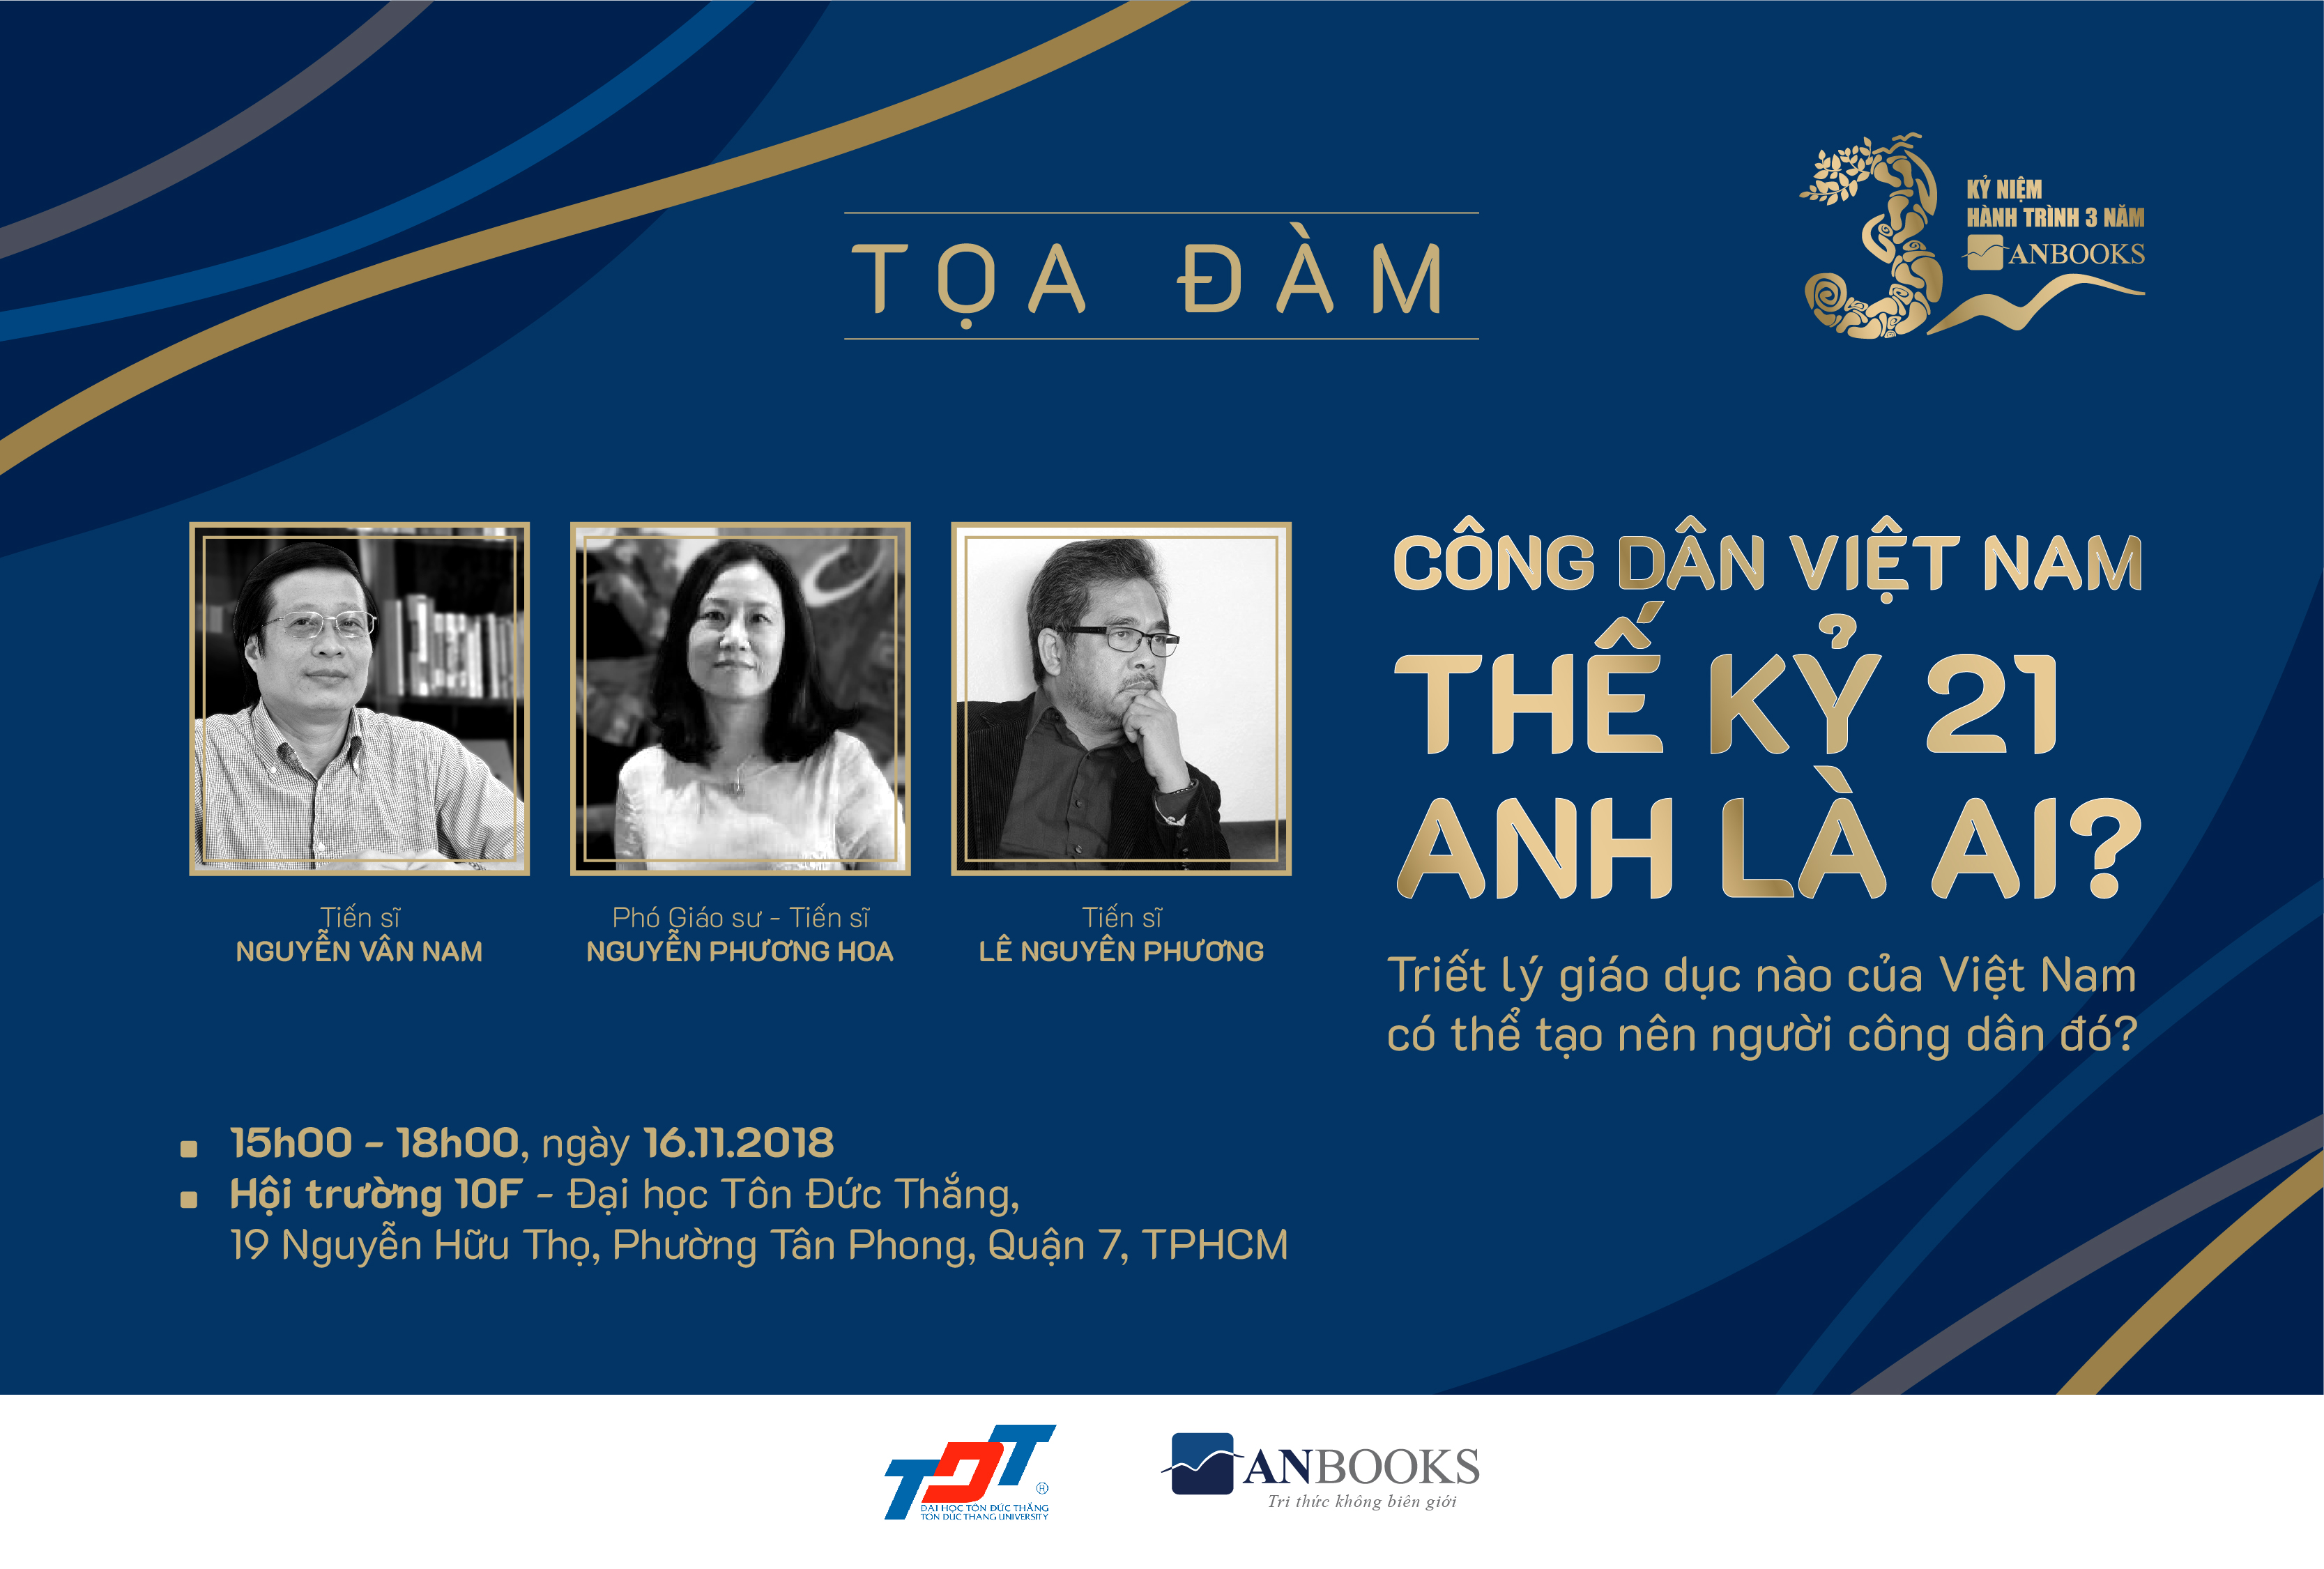 TỌA ĐÀM
KỶ NIỆM
HÀNH TRÌNH 3 NĂM
ANBOOKS
CÔNG DÂN VIỆT NAM
THẾ KỶ 21
ANH LÀ AI?
Triết lý giáo dục nào của Việt Nam
có thể tạo nên người công dân đó?
Tiến sĩ
NGUYỄN VÂN NAM
Phó Giáo sư - Tiến sĩ
NGUYỄN PHƯƠNG HOA
Tiến sĩ
LÊ NGUYÊN PHƯƠNG
15h00 - 18h00, ngày 16.11.2018
Hội trường 10F - Đại học Tôn Đức Thắng,
19 Nguyễn Hữu Thọ, Phường Tân Phong, Quận 7, TPHCM
TDT
ĐẠI HỌC TÔN ĐỨC THẮNG
TON DUC THANG UNIVERSITY
ANBOOKS
Tri thức không biên giới